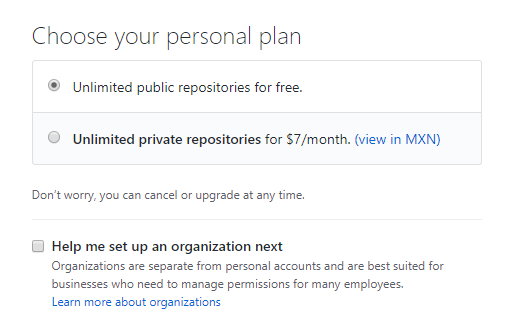 Choose your personal plan
Unlimited public repositories for free.
Unlimited private repositories for $7/month. (view in MXN)
Don't worry, you can cancel or upgrade at any time.
Help me set up an organization next
Organizations are separate from personal accounts and are best suited for
businesses who need to manage permissions for many employees.
Learn more about organizations